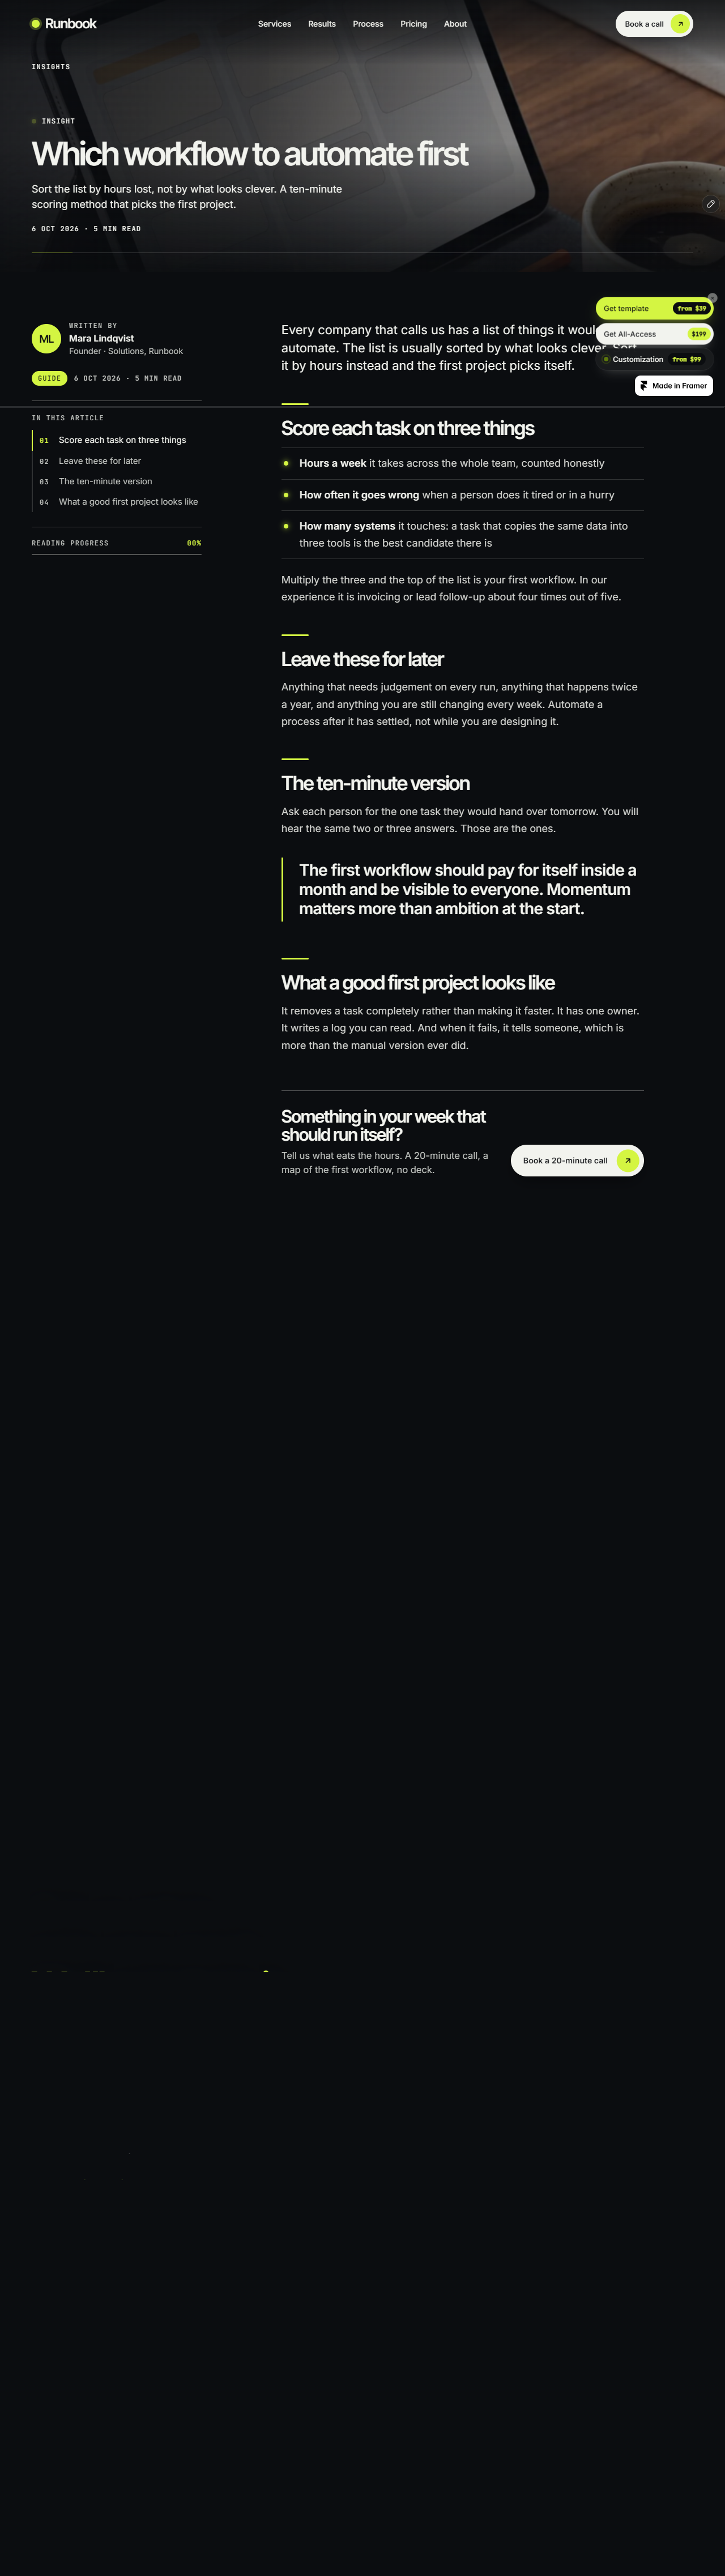 Runbook
Services
Results
Process
Pricing
About
Book a call
INSIGHTS
INSIGHT
Which workflow to automate first
Sort the list by hours lost, not by what looks clever. A ten-minute
scoring method that picks the first project.
6 OCT 2026 · 5 MIN READ
Get template from $39
Get All-Access $199
Customization from $99
Made in Framer
ML
WRITTEN BY
Mara Lindqvist
Founder · Solutions, Runbook
GUIDE 6 OCT 2026 · 5 MIN READ
IN THIS ARTICLE
01 Score each task on three things
02 Leave these for later
03 The ten-minute version
04 What a good first project looks like
READING PROGRESS 00%
Every company that calls us has a list of things it
automate. The list is usually sorted by what looks clever. Sort
it by hours instead and the first project picks itself.
Score each task on three things
Hours a week it takes across the whole team, counted honestly
How often it goes wrong when a person does it tired or in a hurry
How many systems it touches: a task that copies the same data into
three tools is the best candidate there is
Multiply the three and the top of the list is your first workflow. In our
experience it is invoicing or lead follow-up about four times out of five.
Leave these for later
Anything that needs judgement on every run, anything that happens twice
a year, and anything you are still changing every week. Automate a
process after it has settled, not while you are designing it.
The ten-minute version
Ask each person for the one task they would hand over tomorrow. You will
hear the same two or three answers. Those are the ones.
The first workflow should pay for itself inside a
month and be visible to everyone. Momentum
matters more than ambition at the start.
What a good first project looks like
It removes a task completely rather than making it faster. It has one owner.
It writes a log you can read. And when it fails, it tells someone, which is
more than the manual version ever did.
Something in your week that
should run itself?
Tell us what eats the hours. A 20-minute call, a
map of the first workflow, no deck.
Book a 20-minute call